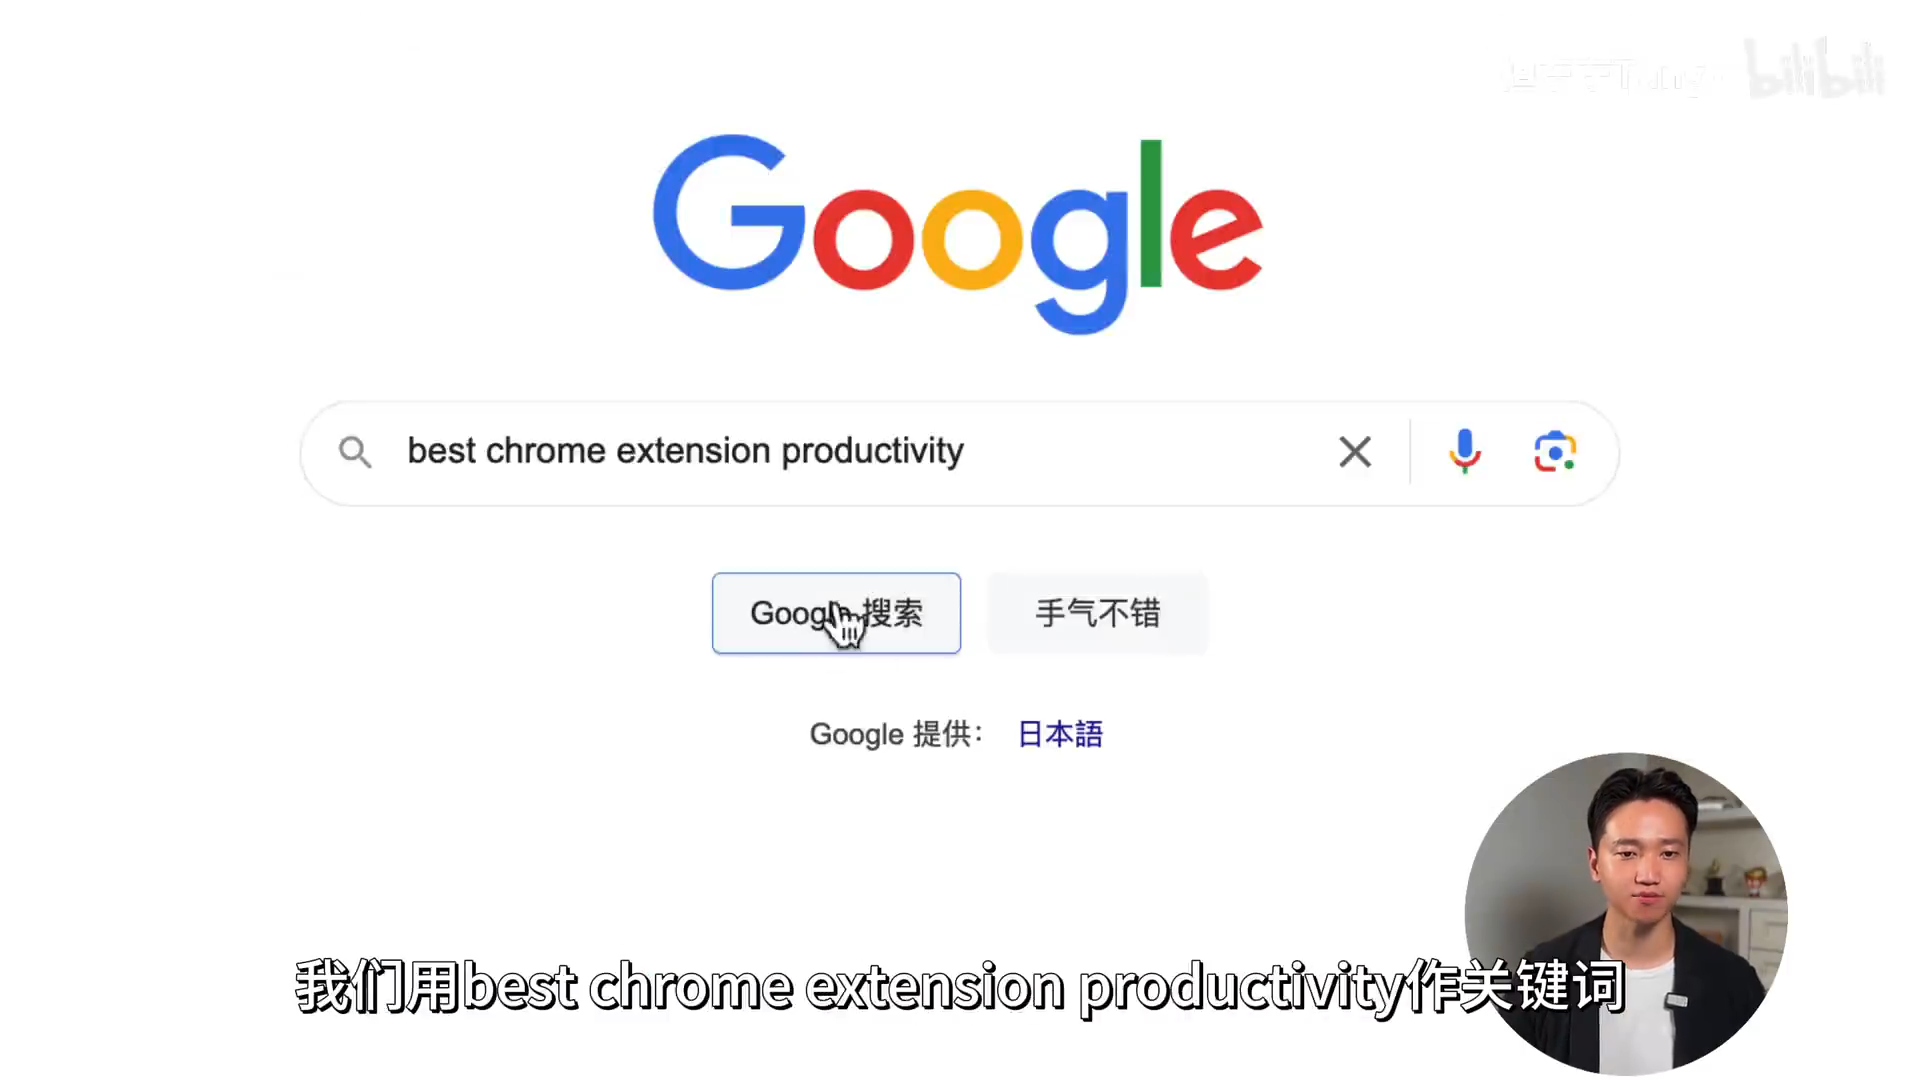 bilibili
Google
best chrome extension productivity
Google 搜索
手气不错
Google 提供： 日本語
我们用best chrome extension productivity作关键词